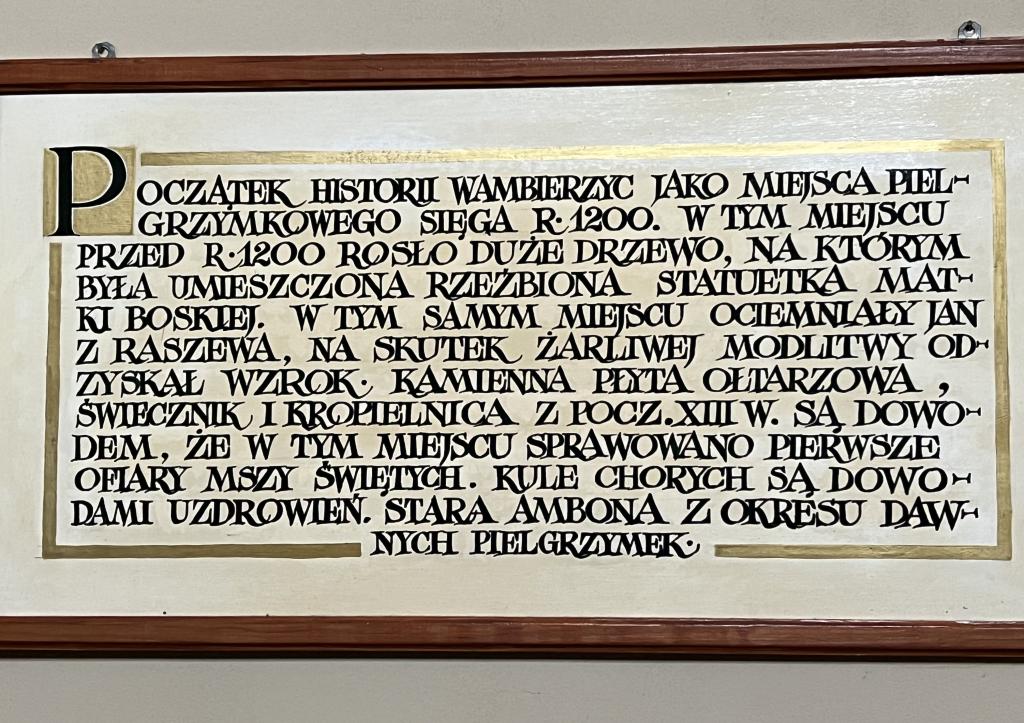 POCZĄTEK HISTORII WAMBIERZYC JAKO MIEJSCA PIEL-
GRZYMKOWEGO SIĘGA R. 1200. W TYM MIEJSCU
PRZED R. 1200 ROSŁO DUŻE DRZEWO, NA KTÓRYM
BYŁA UMIESZCZONA RZEŹBIONA STATUETKA MAT-
KI BOSKIEJ. W TYM SAMYM MIEJSCU OCIEMNIAŁY JAN
Z RASZEWA, NA SKUTEK ŻARLIWEJ MODLITWY OD-
ZYSKAŁ WZROK. KAMIENNA PŁYTA OŁTARZOWA,
ŚWIECZNIK I KROPIELNICA Z POCZ. XIII W. SĄ DOWO-
DEM, ŻE W TYM MIEJSCU SPRAWOWANO PIERWSZE
OFIARY MSZY ŚWIĘTYCH. KULE CHORYCH SĄ DOWO-
DAMI UZDROWIEŃ. STARA AMBONA Z OKRESU DAW-
NYCH PIELGRZYMEK.